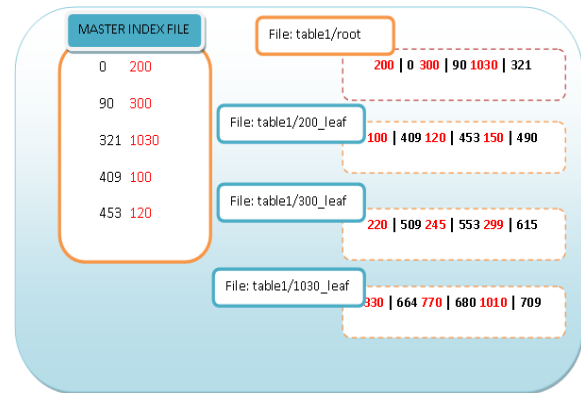 MASTER INDEX FILE
0 200
90 300
321 1030
409 100
453 120
File: table1/root
200 | 0 300 | 90 1030 | 321
File: table1/200_leaf
100 | 409 120 | 453 150 | 490
File: table1/300_leaf
220 | 509 245 | 553 299 | 615
File: table1/1030_leaf
| 664 770 | 680 1010 | 709